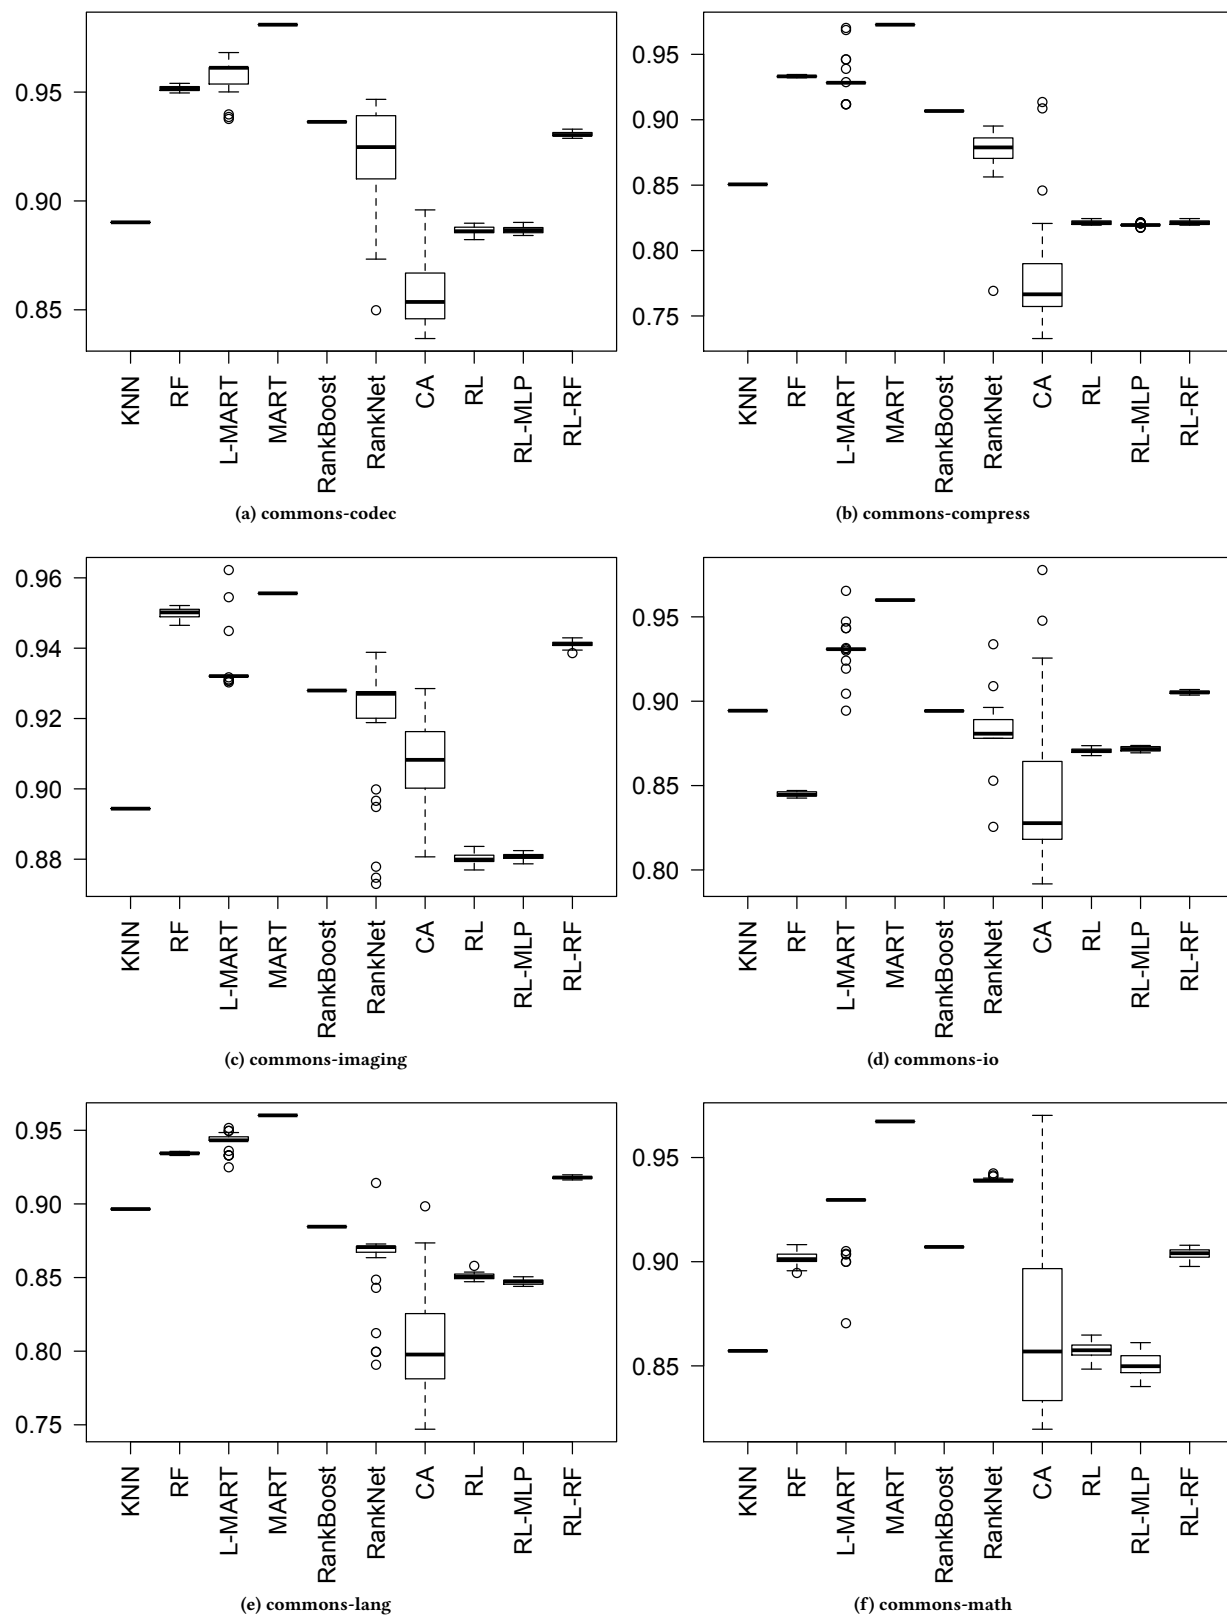 0.95
0.90
0.85
KNN
RF
L-MART
MART
RankBoost
RankNet
CA
RL
RL-MLP
RL-RF
(a) commons-codec
0.95
0.90
0.85
0.80
0.75
KNN
RF
L-MART
MART
RankBoost
RankNet
CA
RL
RL-MLP
RL-RF
(b) commons-compress
0.96
0.94
0.92
0.90
0.88
KNN
RF
L-MART
MART
RankBoost
RankNet
CA
RL
RL-MLP
RL-RF
(c) commons-imaging
0.95
0.90
0.85
0.80
KNN
RF
L-MART
MART
RankBoost
RankNet
CA
RL
RL-MLP
RL-RF
(d) commons-io
0.95
0.90
0.85
0.80
0.75
KNN
RF
L-MART
MART
RankBoost
RankNet
CA
RL
RL-MLP
RL-RF
(e) commons-lang
0.95
0.90
0.85
KNN
RF
L-MART
MART
RankBoost
RankNet
CA
RL
RL-MLP
RL-RF
(f) commons-math